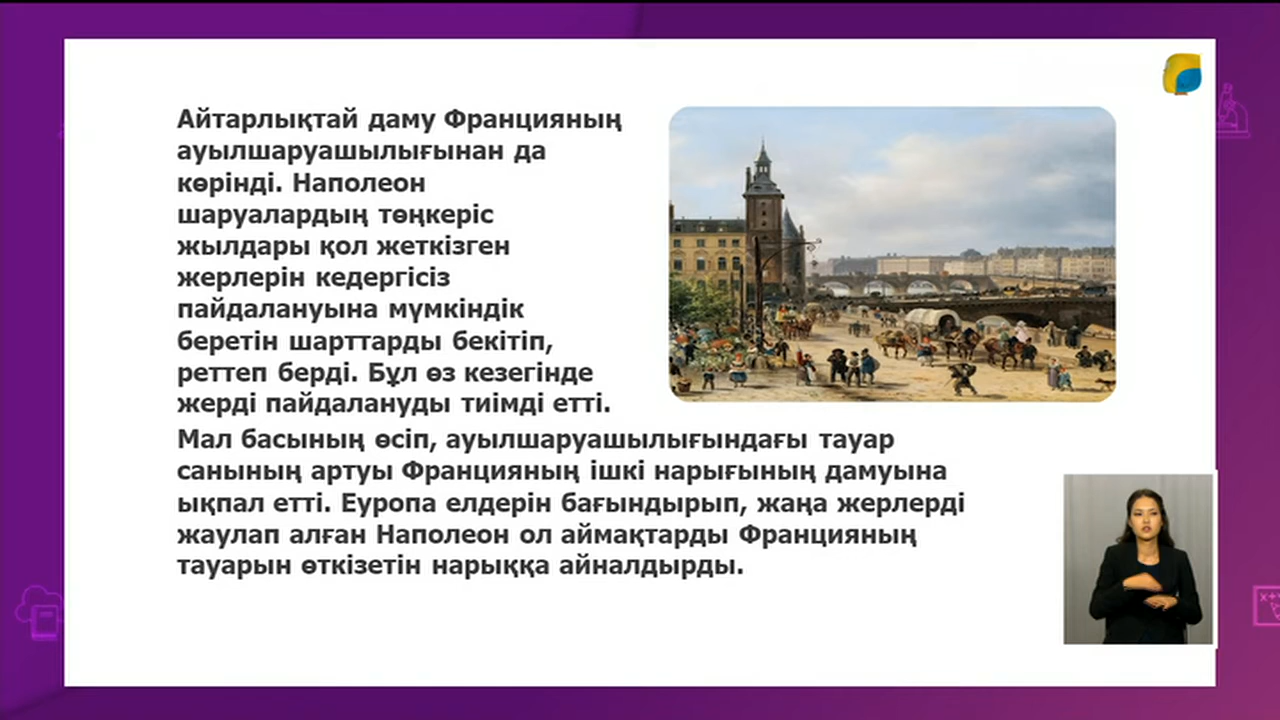 Айтарлықтай даму Францияның
ауылшаруашылығынан да
көрінді. Наполеон
шаруалардың төңкеріс
жылдары қол жеткізген
жерлерін кедергісіз
пайдалануына мүмкіндік
беретін шарттарды бекітіп,
реттеп берді. Бұл өз кезегінде
жерді пайдалануды тиімді етті.
Мал басының өсіп, ауылшаруашылығындағы тауар
санының артуы Францияның ішкі нарығының дамуына
ықпал етті. Еуропа елдерін бағындырып, жаңа жерлерді
жаулап алған Наполеон ол аймақтарды Францияның
тауарын өткізетін нарыққа айналдырды.